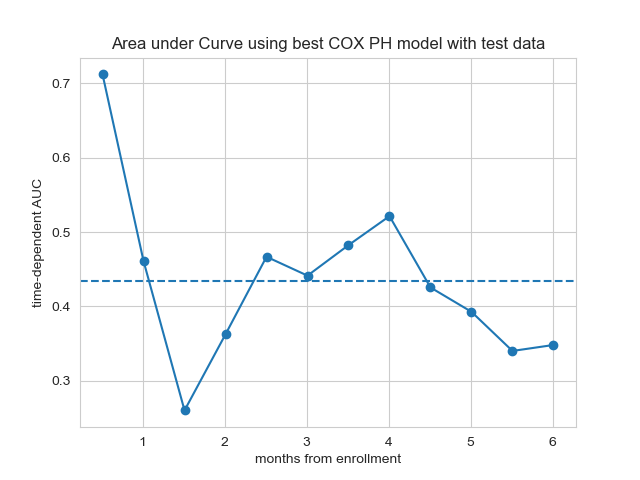 Area under Curve using best COX PH model with test data
time-dependent AUC
0.7
0.6
0.5
0.4
0.3
1 2 3 4 5 6
months from enrollment